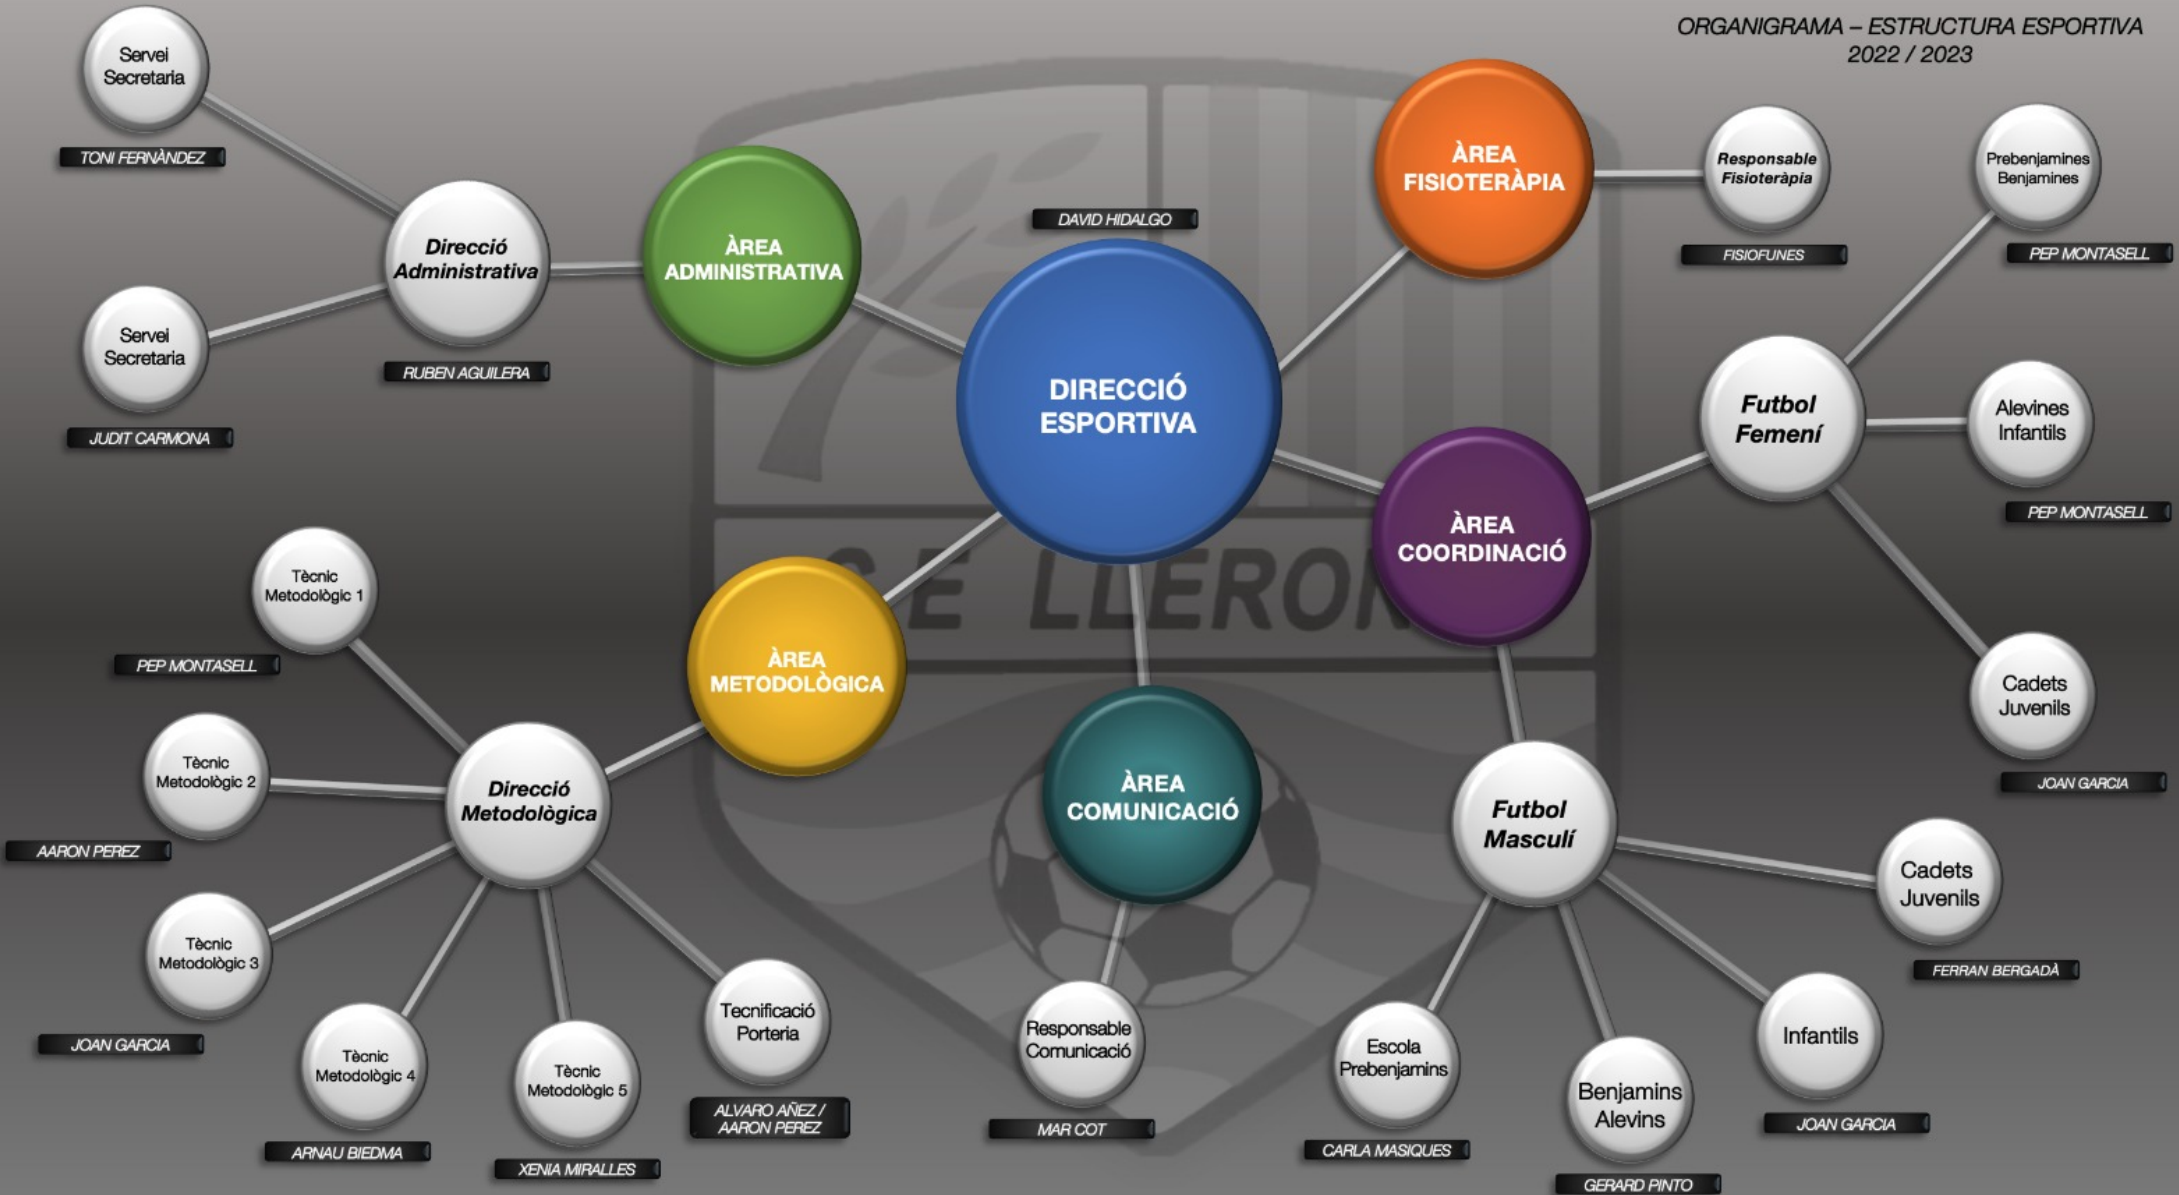 ORGANIGRAMA – ESTRUCTURA ESPORTIVA
2022 / 2023
Servei
Secretaria
TONI FERNÀNDEZ
Direcció
Administrativa
RUBEN AGUILERA
Servei
Secretaria
JUDIT CARMONA
ÀREA
ADMINISTRATIVA
DAVID HIDALGO
DIRECCIÓ
ESPORTIVA
ÀREA
FISIOTERÀPIA
Responsable
Fisioteràpia
FISIOFUNES
Prebenjamines
Benjamines
PEP MONTASELL
Futbol
Femení
Alevines
Infantils
PEP MONTASELL
Cadets
Juvenils
JOAN GARCIA
ÀREA
COORDINACIÓ
E LLERON
ÀREA
METODOLÒGICA
Tècnic
Metodològic 1
PEP MONTASELL
Tècnic
Metodològic 2
AARON PEREZ
Direcció
Metodològica
Tècnic
Metodològic 3
JOAN GARCIA
Tècnic
Metodològic 4
ARNAU BIEDMA
Tècnic
Metodològic 5
XENIA MIRALLES
Tecnificació
Porteria
ALVARO AÑEZ /
AARON PEREZ
ÀREA
COMUNICACIÓ
Responsable
Comunicació
MAR COT
Futbol
Masculí
Cadets
Juvenils
FERRAN BERGADÀ
Infantils
JOAN GARCIA
Escola
Prebenjamins
CARLA MASIQUES
Benjamins
Alevins
GERARD PINTO